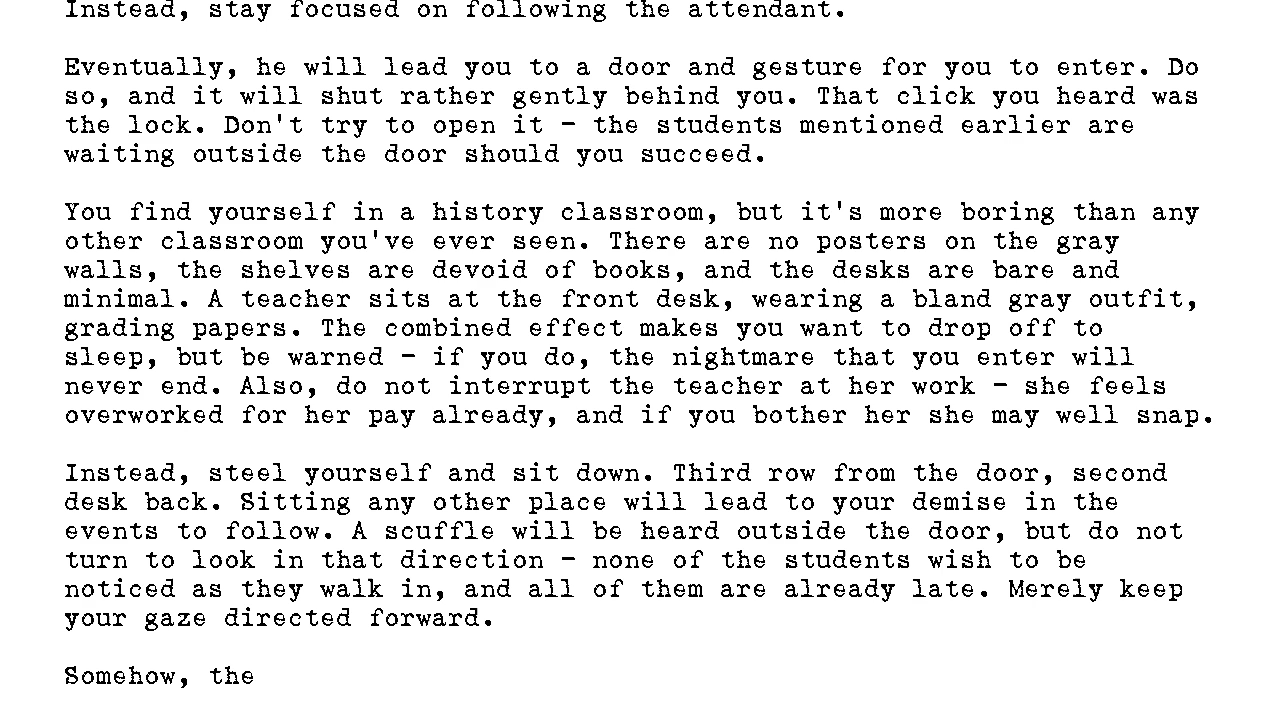 Instead, stay focused on following the attendant.
Eventually, he will lead you to a door and gesture for you to enter. Do
so, and it will shut rather gently behind you. That click you heard was
the lock. Don't try to open it - the students mentioned earlier are
waiting outside the door should you succeed.
You find yourself in a history classroom, but it's more boring than any
other classroom you've ever seen. There are no posters on the gray
walls, the shelves are devoid of books, and the desks are bare and
minimal. A teacher sits at the front desk, wearing a bland gray outfit,
grading papers. The combined effect makes you want to drop off to
sleep, but be warned - if you do, the nightmare that you enter will
never end. Also, do not interrupt the teacher at her work - she feels
overworked for her pay already, and if you bother her she may well snap.
Instead, steel yourself and sit down. Third row from the door, second
desk back. Sitting any other place will lead to your demise in the
events to follow. A scuffle will be heard outside the door, but do not
turn to look in that direction - none of the students wish to be
noticed as they walk in, and all of them are already late. Merely keep
your gaze directed forward.
Somehow, the